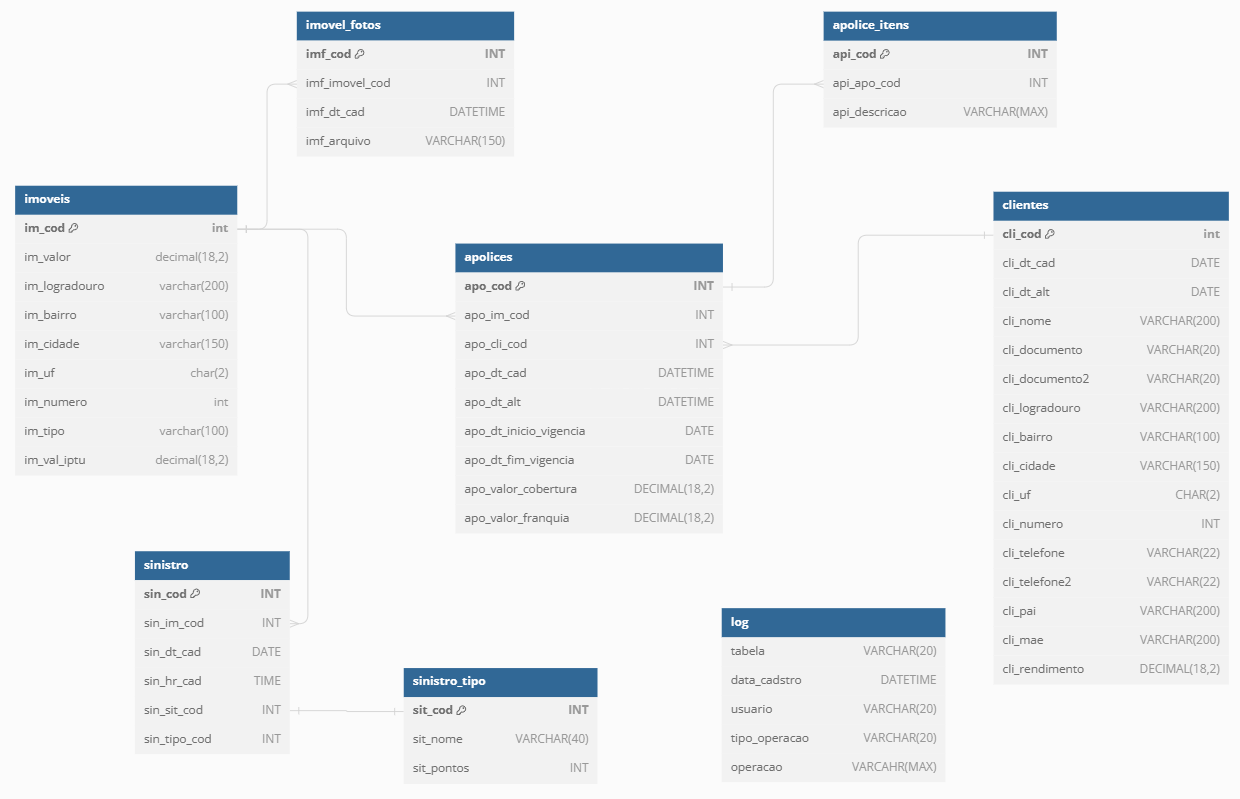 imovel_fotos
imf_cod INT
imf_imovel_cod INT
imf_dt_cad DATETIME
imf_arquivo VARCHAR(150)
apolice_itens
api_cod INT
api_apo_cod INT
api_descricao VARCHAR(MAX)
imoveis
im_cod int
im_valor decimal(18,2)
im_logradouro varchar(200)
im_bairro varchar(100)
im_cidade varchar(150)
im_uf char(2)
im_numero int
im_tipo varchar(100)
im_val_iptu decimal(18,2)
apolices
apo_cod INT
apo_im_cod INT
apo_cli_cod INT
apo_dt_cad DATETIME
apo_dt_alt DATETIME
apo_dt_inicio_vigencia DATE
apo_dt_fim_vigencia DATE
apo_valor_cobertura DECIMAL(18,2)
apo_valor_franquia DECIMAL(18,2)
clientes
cli_cod int
cli_dt_cad DATE
cli_dt_alt DATE
cli_nome VARCHAR(200)
cli_documento VARCHAR(20)
cli_documento2 VARCHAR(20)
cli_logradouro VARCHAR(200)
cli_bairro VARCHAR(100)
cli_cidade VARCHAR(150)
cli_uf CHAR(2)
cli_numero INT
cli_telefone VARCHAR(22)
cli_telefone2 VARCHAR(22)
cli_pai VARCHAR(200)
cli_mae VARCHAR(200)
cli_rendimento DECIMAL(18,2)
sinistro
sin_cod INT
sin_im_cod INT
sin_dt_cad DATE
sin_hr_cad TIME
sin_sit_cod INT
sin_tipo_cod INT
sinistro_tipo
sit_cod INT
sit_nome VARCHAR(40)
sit_pontos INT
log
tabela VARCHAR(20)
data_cadstro DATETIME
usuario VARCHAR(20)
tipo_operacao VARCHAR(20)
operacao VARCAHR(MAX)